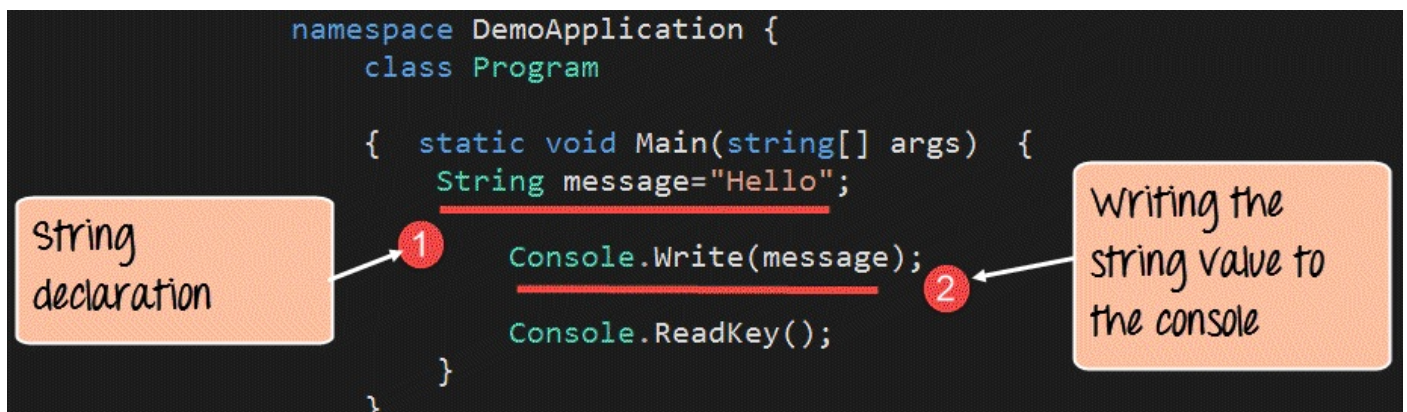 namespace DemoApplication {
class Program
{ static void Main(string[] args) {
String message="Hello";
String
declaration
1
Console.Write(message);
2
Writing the
string value to
the console
Console.ReadKey();
}
}